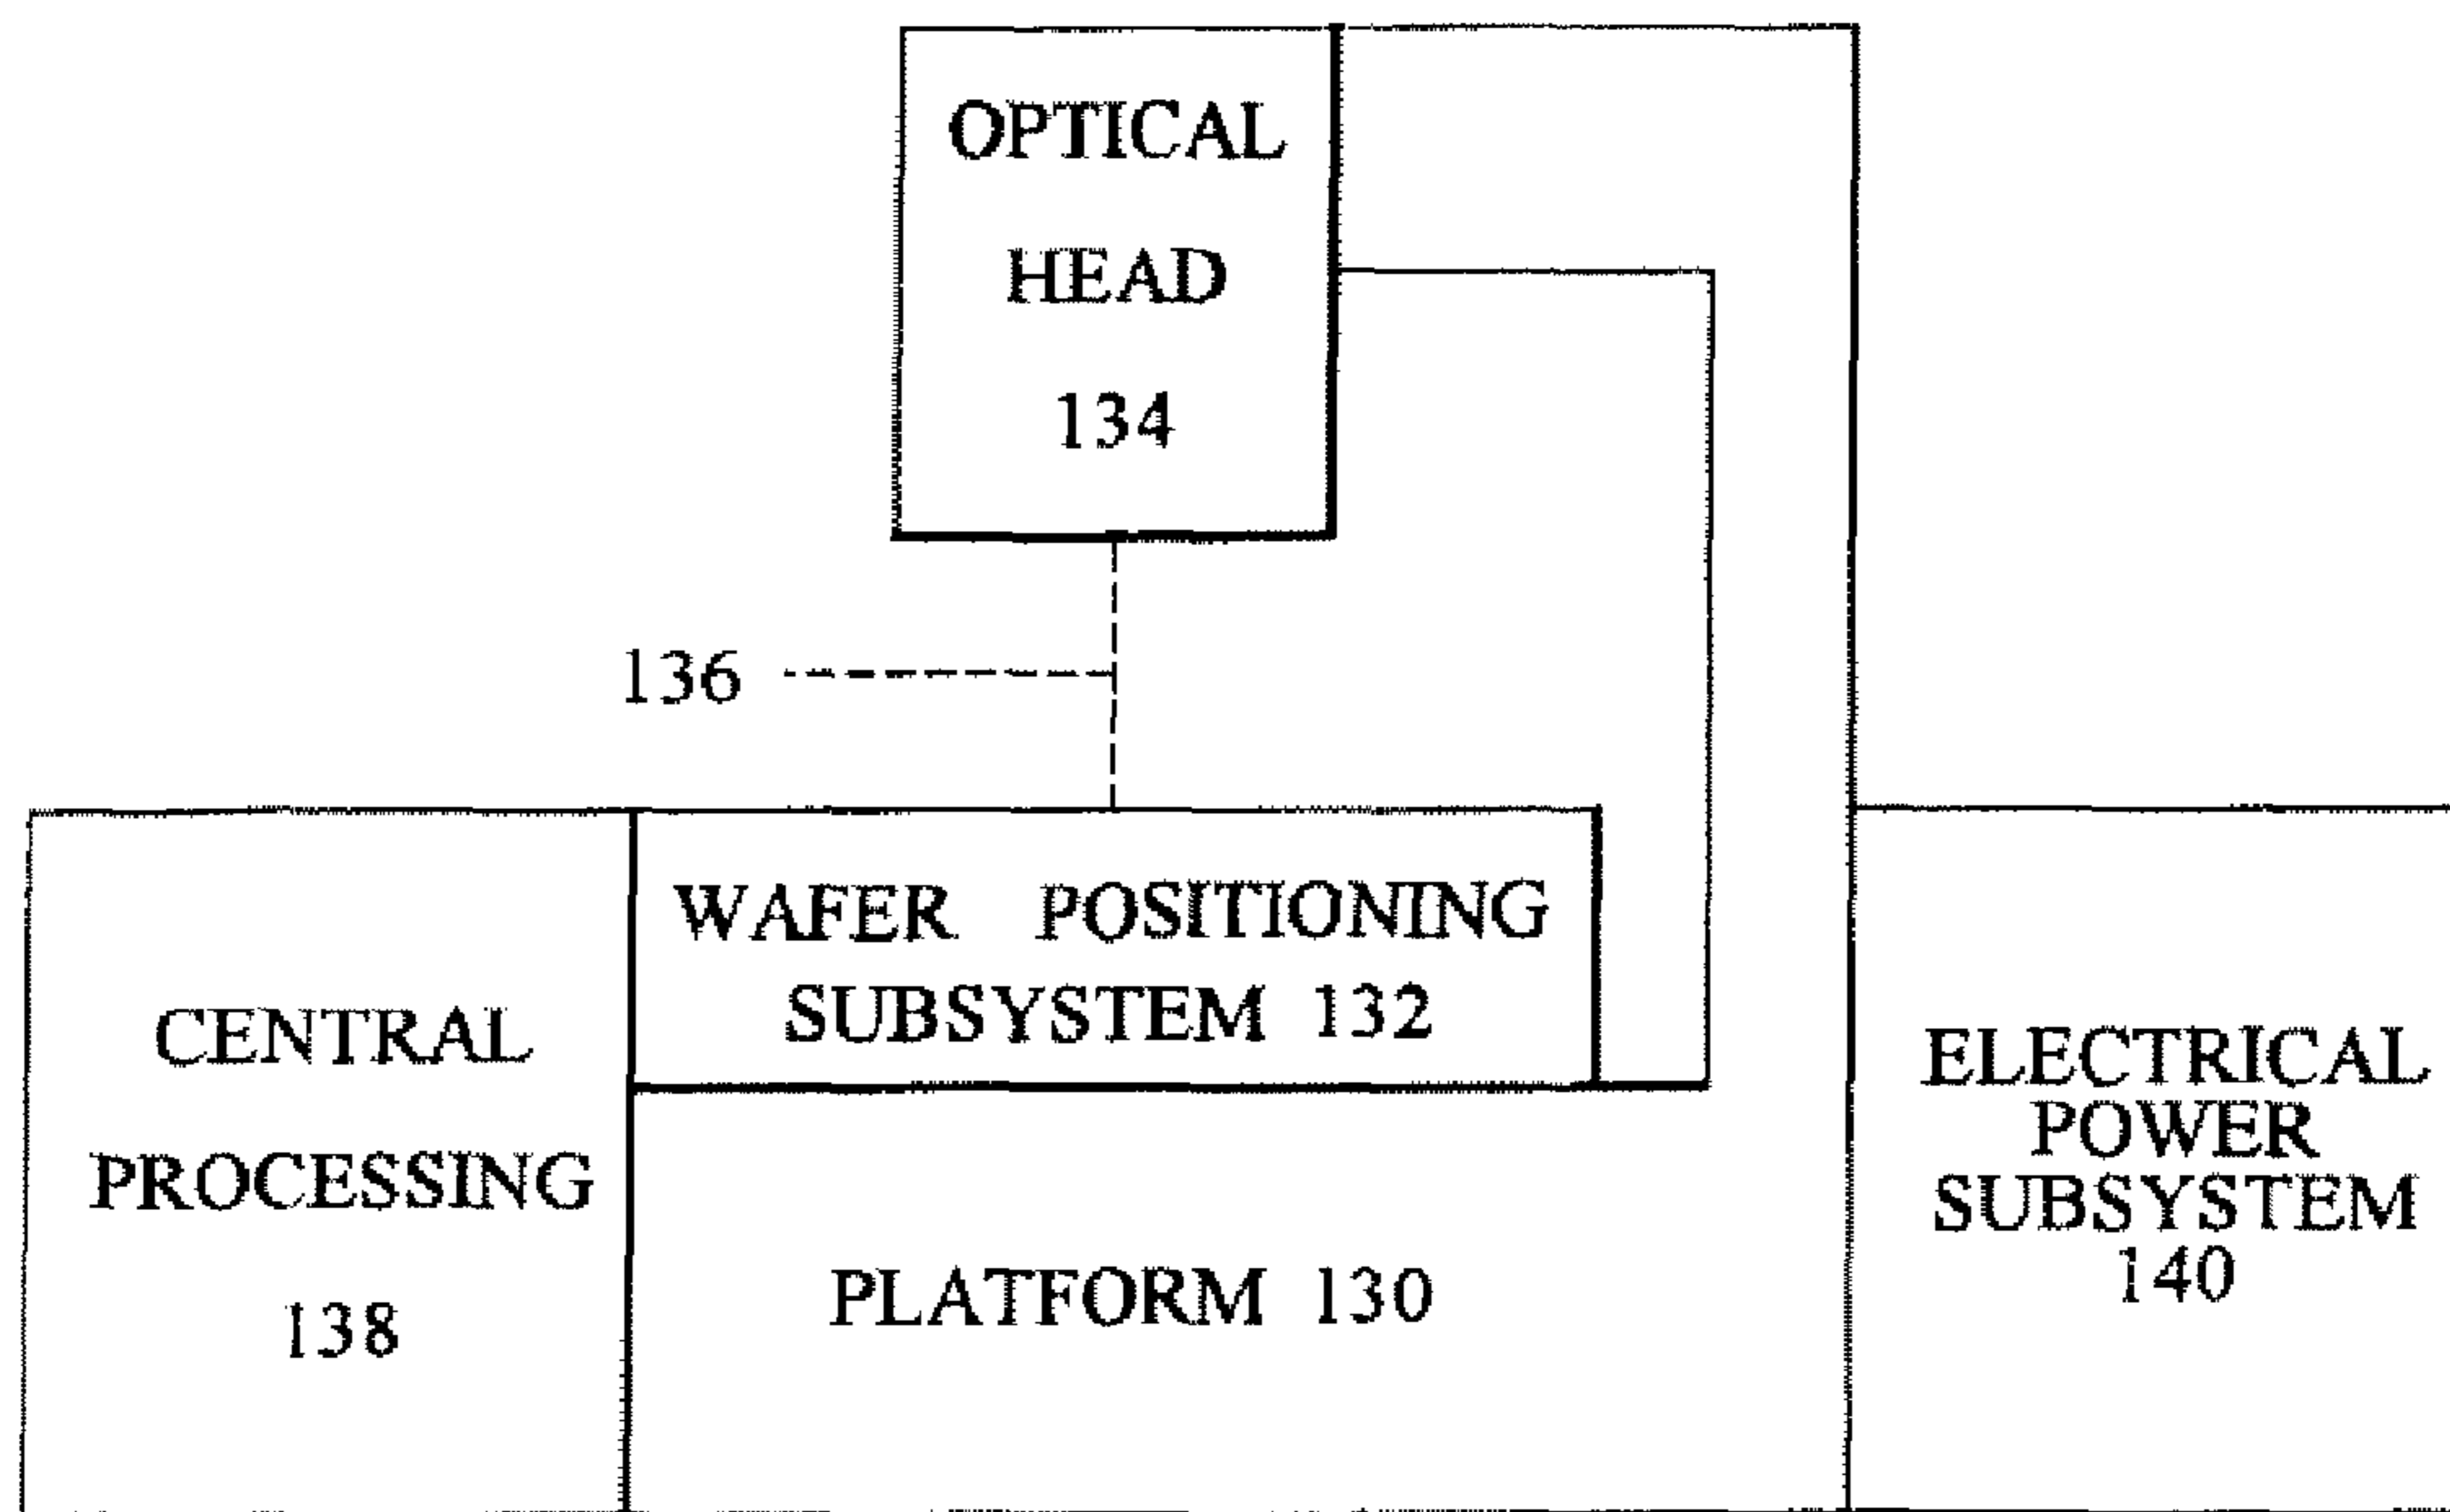 OPTICAL
HEAD
134
136
WAFER POSITIONING
SUBSYSTEM 132
CENTRAL
PROCESSING
138
PLATFORM 130
ELECTRICAL
POWER
SUBSYSTEM
140